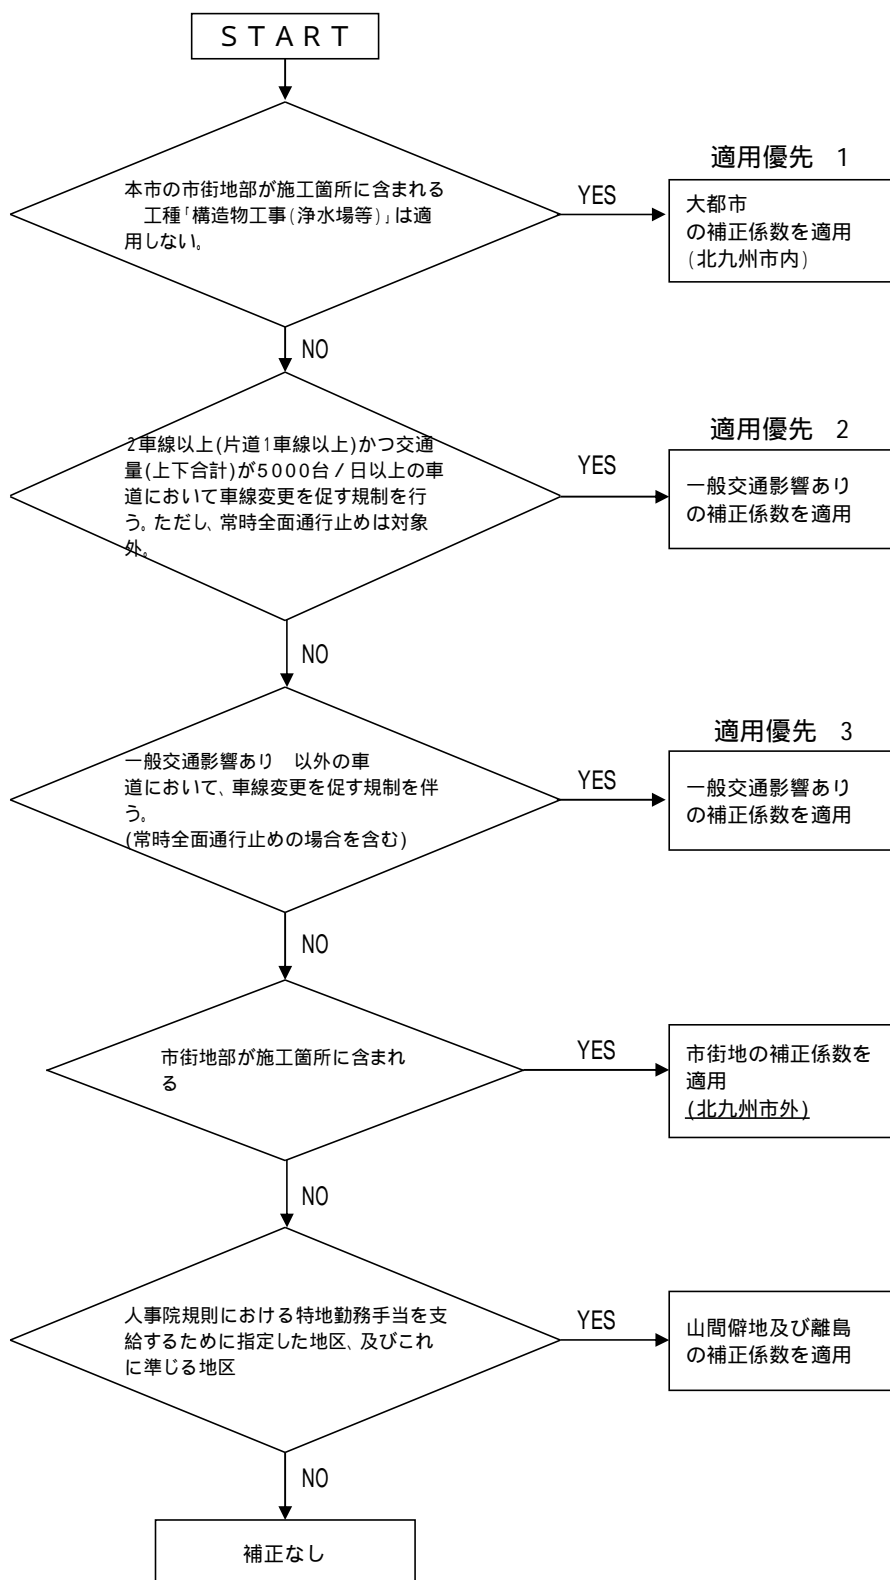 START
本市の市街地部が施工箇所に含まれる
工種「構造物工事(浄水場等)」は適
用しない。
YES
適用優先 1
大都市
の補正係数を適用
(北九州市内)
NO
2車線以上(片道1車線以上)かつ交通
量(上下合計)が5000台/日以上の車
道において車線変更を促す規制を行
う。ただし、常時全面通行止めは対象
外。
YES
適用優先 2
一般交通影響あり
の補正係数を適用
NO
一般交通影響あり 以外の車
道において、車線変更を促す規制を伴
う。
(常時全面通行止めの場合を含む)
YES
適用優先 3
一般交通影響あり
の補正係数を適用
NO
市街地部が施工箇所に含まれ
る
YES
市街地の補正係数を
適用
(北九州市外)
NO
人事院規則における特地勤務手当を支
給するために指定した地区、及びこれ
に準じる地区
YES
山間僻地及び離島
の補正係数を適用
NO
補正なし